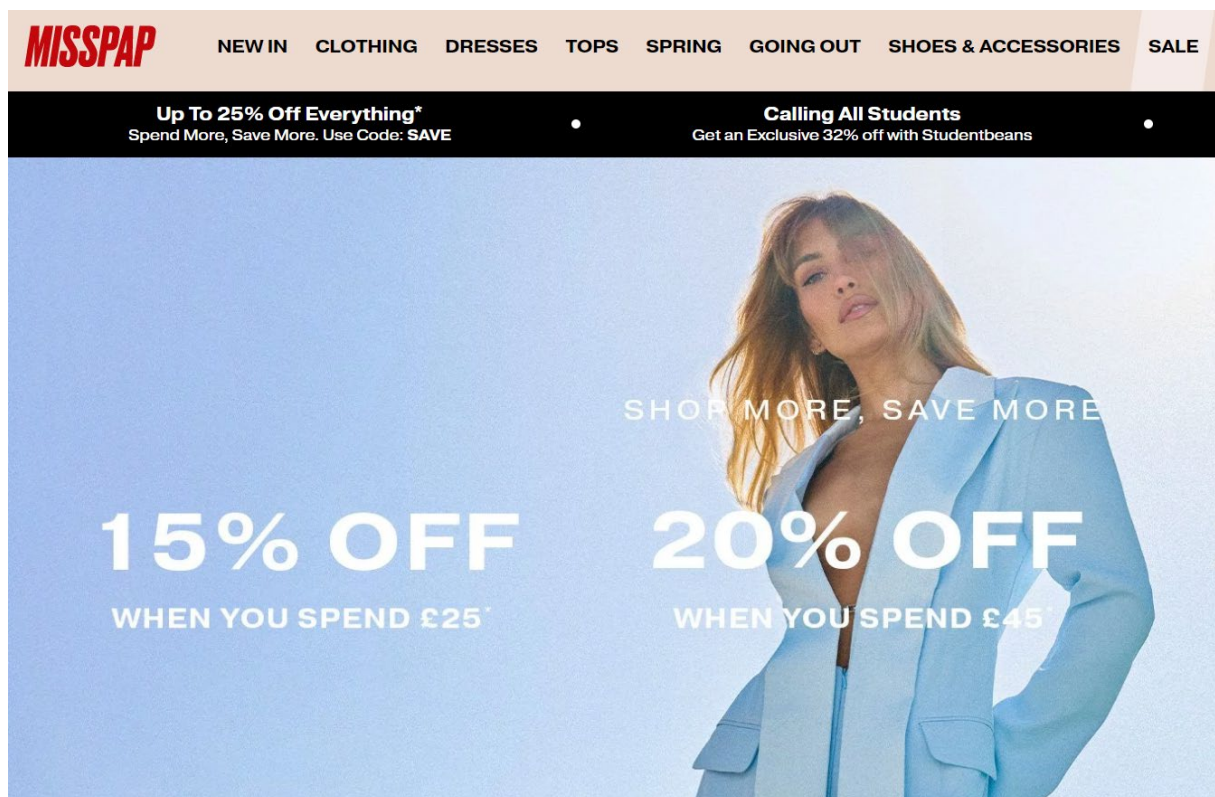 MISSPAP
NEW IN CLOTHING DRESSES TOPS SPRING GOING OUT SHOES & ACCESSORIES SALE
Up To 25% Off Everything*
Spend More, Save More. Use Code: SAVE
Calling All Students
Get an Exclusive 32% off with Studentbeans
SHOP MORE, SAVE MORE
15% OFF
WHEN YOU SPEND £25*
20% OFF
WHEN YOU SPEND £45*